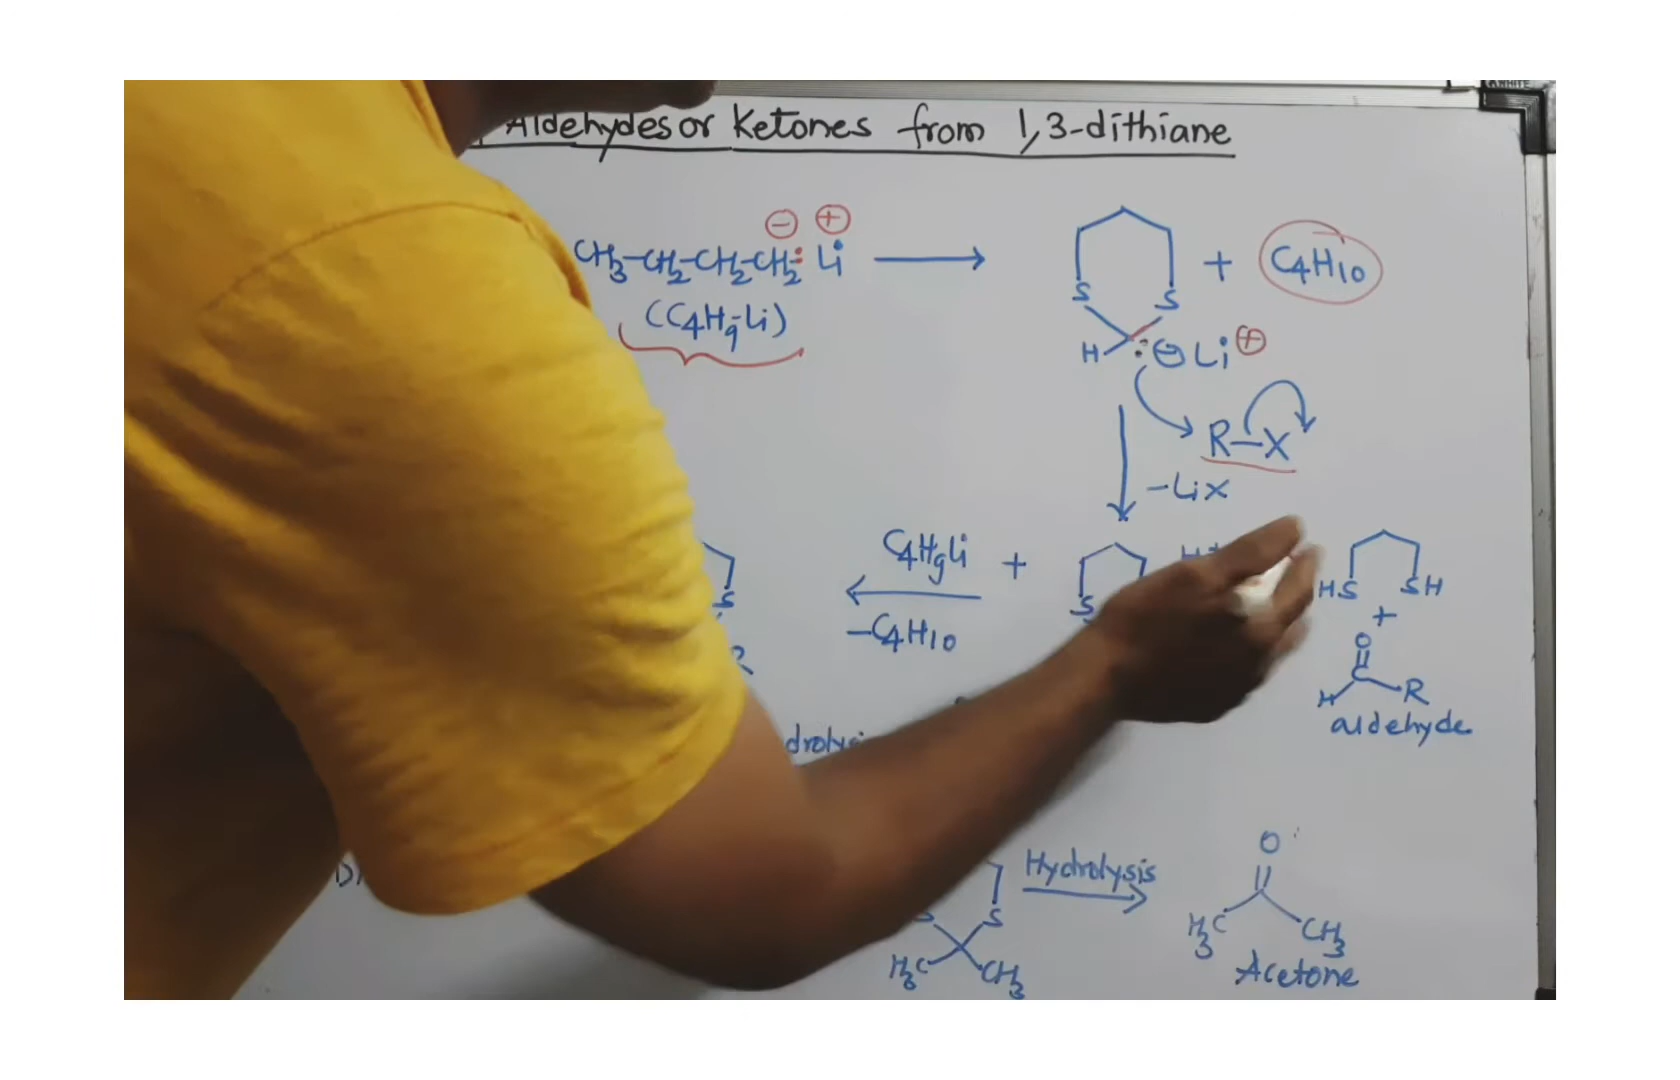 Aldehydes or Ketones from 1,3-dithiane
⊖ ⊕
CH3-CH2-CH2-CH2: Li → S S + C4H10
(C4H9-Li)
H :⊖ Li⊕
R-X
-Lix
C4H9Li + S
S
-C4H10
HS SH
+
O
H R
aldehyde
Hydrolysis
S
H3C CH3
O
H3C CH3
Acetone